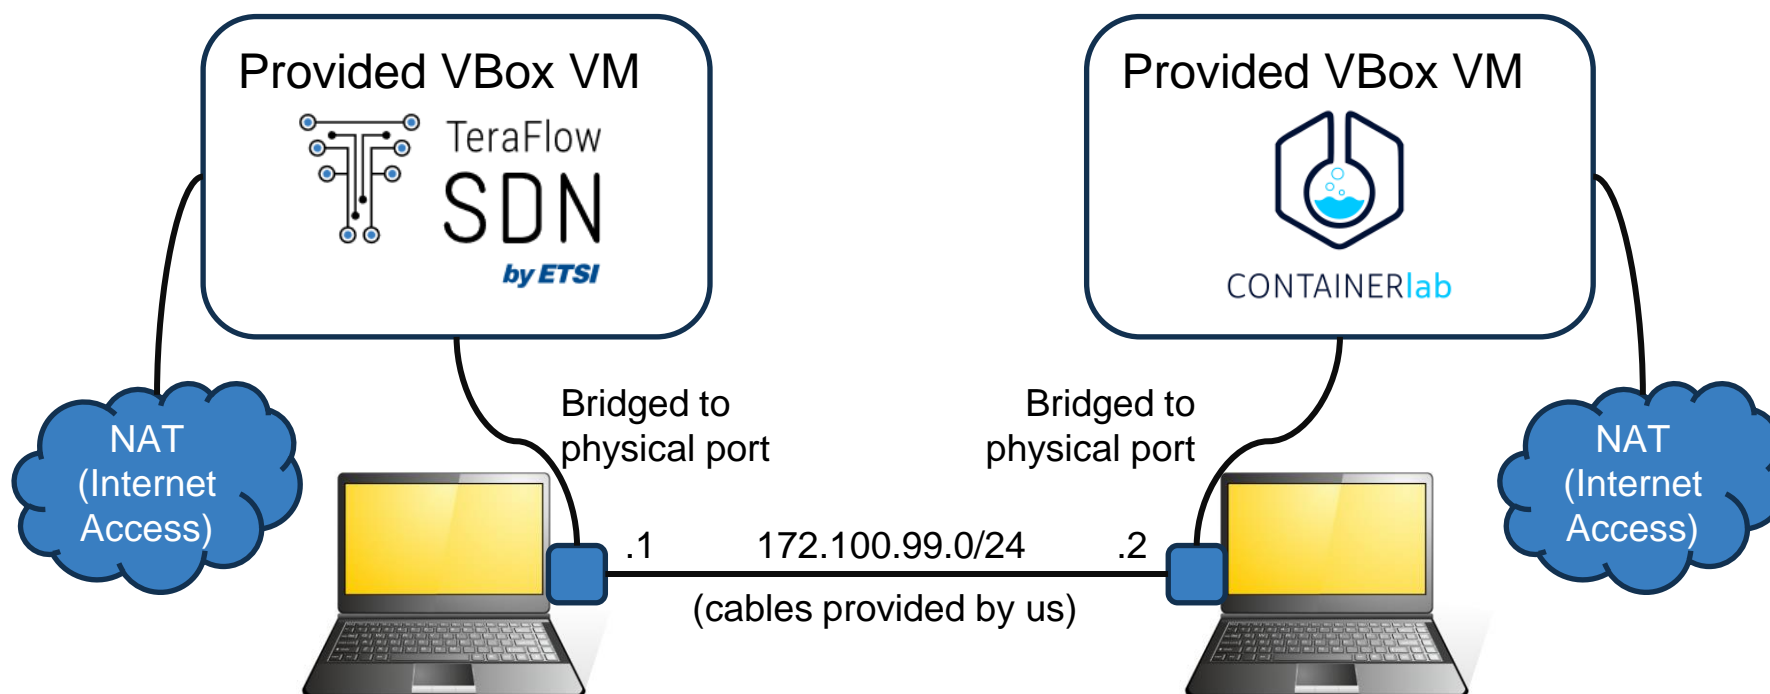 Provided VBox VM
TeraFlow
SDN
by ETSI
Provided VBox VM
CONTAINERlab
Bridged to
physical port
Bridged to
physical port
NAT
(Internet
Access)
NAT
(Internet
Access)
.1
172.100.99.0/24
.2
(cables provided by us)